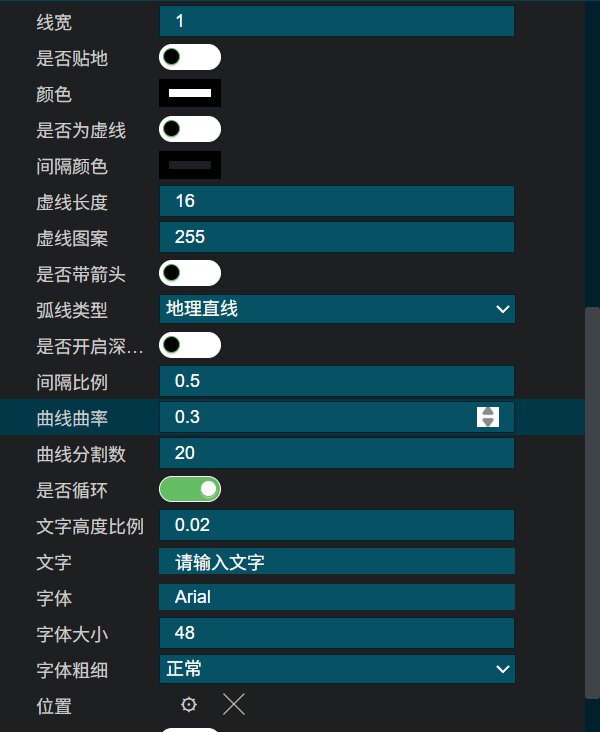 线宽 1
是否贴地
颜色
是否为虚线
间隔颜色
虚线长度 16
虚线图案 255
是否带箭头
弧线类型 地理直线
是否开启深...
间隔比例 0.5
曲线曲率 0.3
曲线分割数 20
是否循环
文字高度比例 0.02
文字 请输入文字
字体 Arial
字体大小 48
字体粗细 正常
位置